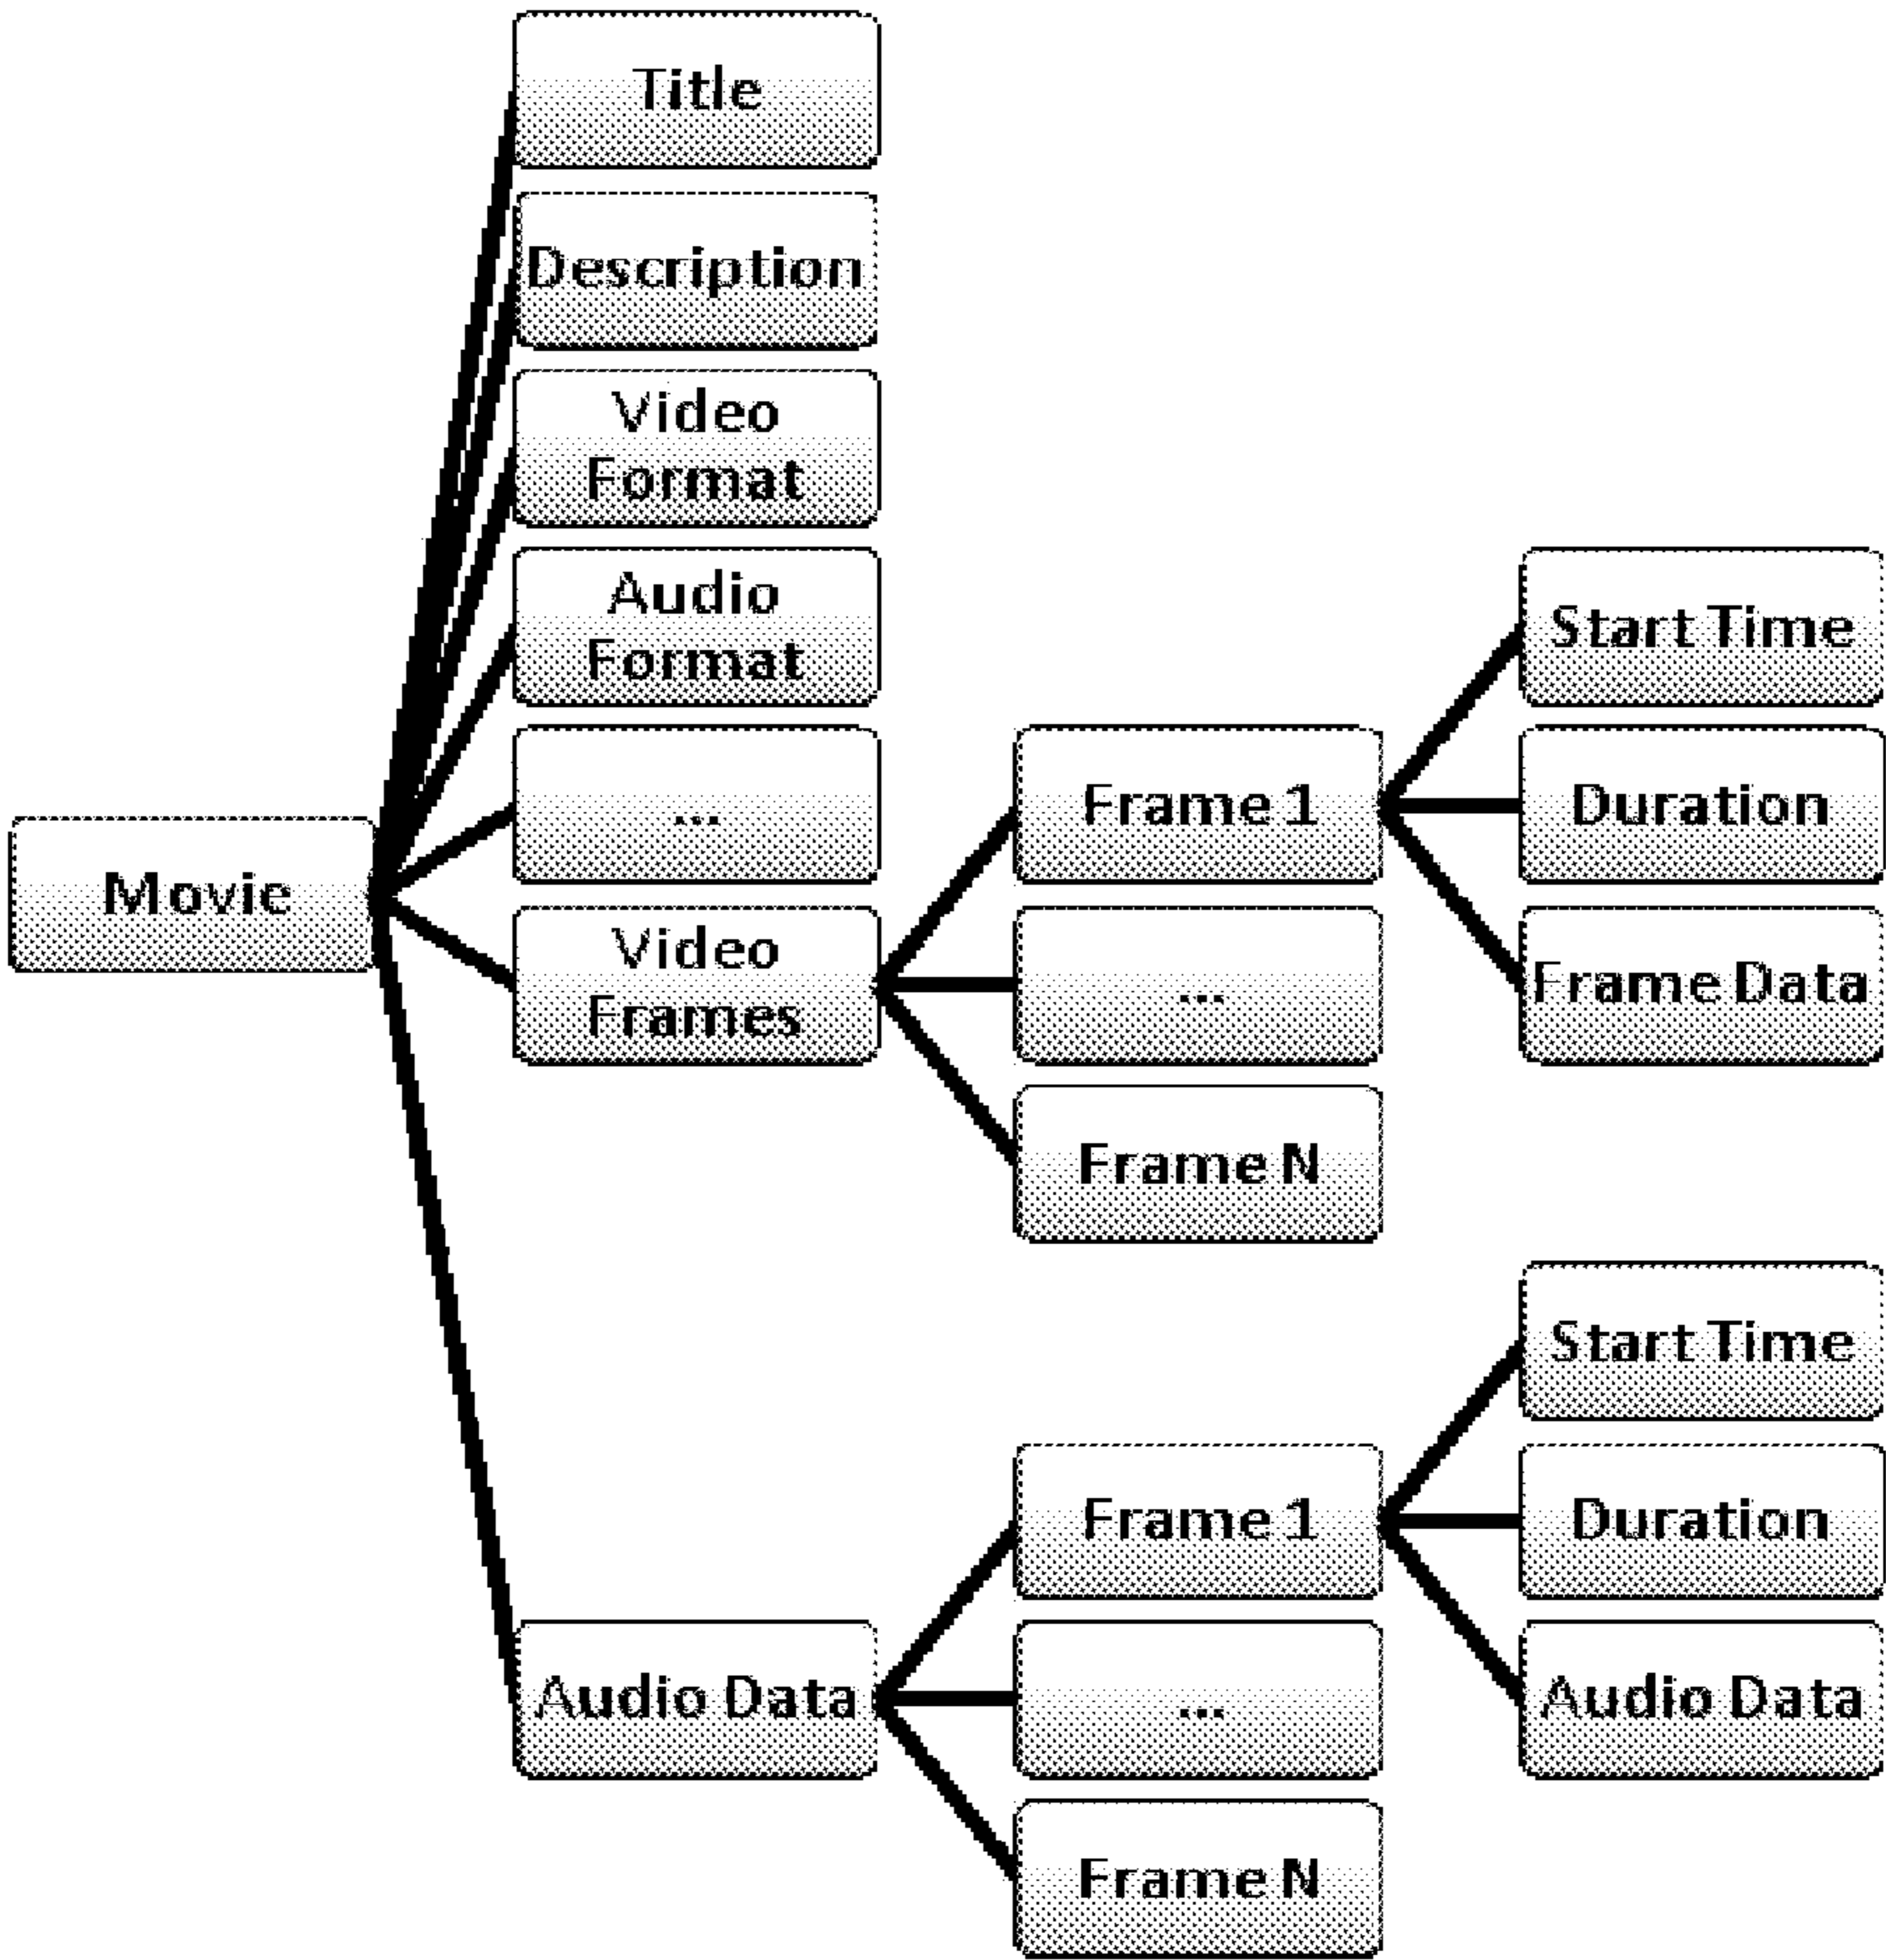 Movie
Title
Description
Video
Format
Audio
Format
...
Video
Frames
Frame 1
Start Time
Duration
Frame Data
...
Frame N
Audio Data
Frame 1
Start Time
Duration
Audio Data
...
Frame N